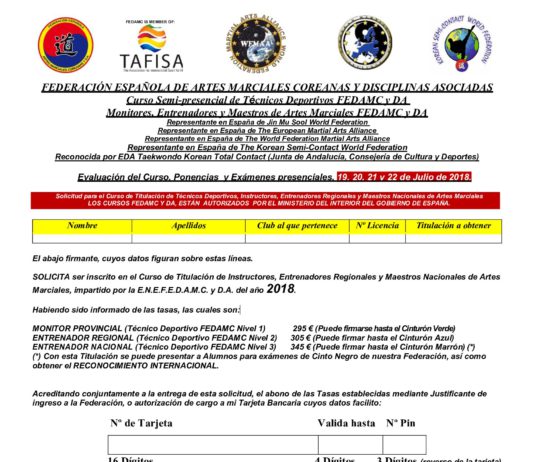 FEDAMC IS MEMBER OF:
TAFISA
WFMAA
MARTIAL ARTS ALLIANCE
WORLD FEDERATION
KOREAN SEMI-CONTACT WORLD FEDERATION
FEDERACIÓN ESPAÑOLA DE ARTES MARCIALES COREANAS Y DISCIPLINAS ASOCIADAS
Curso Semi-presencial de Técnicos Deportivos FEDAMC y DA
Monitores, Entrenadores y Maestros de Artes Marciales FEDAMC y DA
Representante en España de Jin Mu Sool World Federation
Representante en España de The European Martial Arts Alliance
Representante en España de The World Federation Martial Arts Alliance
Representante en España de The Korean Semi-Contact World Federation
Reconocida por EDA Taekwondo Korean Total Contact (Junta de Andalucía, Consejería de Cultura y Deportes)
Evaluación del Curso, Ponencias y Exámenes presenciales, 19, 20, 21 y 22 de Julio de 2018.
Solicitud para el Curso de Titulación de Técnicos Deportivos, Instructores, Entrenadores Regionales y Maestros Nacionales de Artes Marciales
LOS CURSOS FEDAMC Y DA, ESTÁN AUTORIZADOS POR EL MINISTERIO DEL INTERIOR DEL GOBIERNO DE ESPAÑA.
Nombre Apellidos Club al que pertenece Nº Licencia Titulación a obtener
El abajo firmante, cuyos datos figuran sobre estas líneas.
SOLICITA ser inscrito en el Curso de Titulación de Instructores, Entrenadores Regionales y Maestros Nacionales de Artes
Marciales, impartido por la E.N.E.F.E.D.A.M.C. y D.A. del año 2018.
Habiendo sido informado de las tasas, las cuales son:
MONITOR PROVINCIAL (Técnico Deportivo FEDAMC Nivel 1) 295 € (Puede firmarse hasta el Cinturón Verde)
ENTRENADOR REGIONAL (Técnico Deportivo FEDAMC Nivel 2) 305 € (Puede firmar hasta el Cinturón Azul)
ENTRENADOR NACIONAL (Técnico Deportivo FEDAMC Nivel 3) 345 € (Puede firmar hasta el Cinturón Marrón) (*)
(*) Con esta Titulación se puede presentar a Alumnos para exámenes de Cinto Negro de nuestra Federación, así como
obtener el RECONOCIMIENTO INTERNACIONAL.
Acreditando conjuntamente a la entrega de esta solicitud, el abono de las Tasas establecidas mediante Justificante de
ingreso a la Federación, o autorización de cargo a mi Tarjeta Bancaria cuyos datos facilito:
Nº de Tarjeta Valida hasta Nº Pin
16 Dígitos 4 Dígitos 3 Dígitos (reverso de la tarjeta)